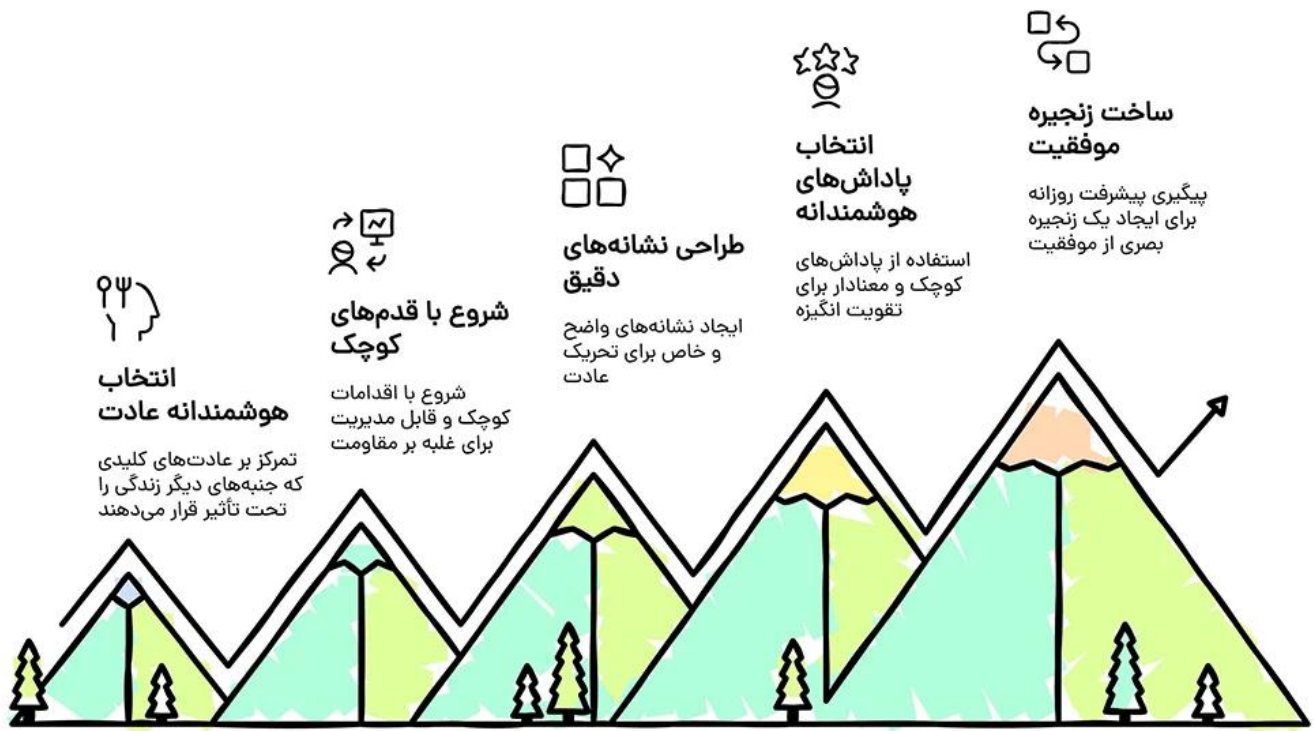 انتخاب
هوشمندانه عادت
تمرکز بر عادت‌های کلیدی
که جنبه‌های دیگر زندگی را
تحت تأثیر قرار می‌دهند
شروع با قدم‌های
کوچک
شروع با اقدامات
کوچک و قابل مدیریت
برای غلبه بر مقاومت
طراحی نشانه‌های
دقیق
ایجاد نشانه‌های واضح
و خاص برای تحریک
عادت
انتخاب
پاداش‌های
هوشمندانه
استفاده از پاداش‌های
کوچک و معنادار برای
تقویت انگیزه
ساخت زنجیره
موفقیت
پیگیری پیشرفت روزانه
برای ایجاد یک زنجیره
بصری از موفقیت